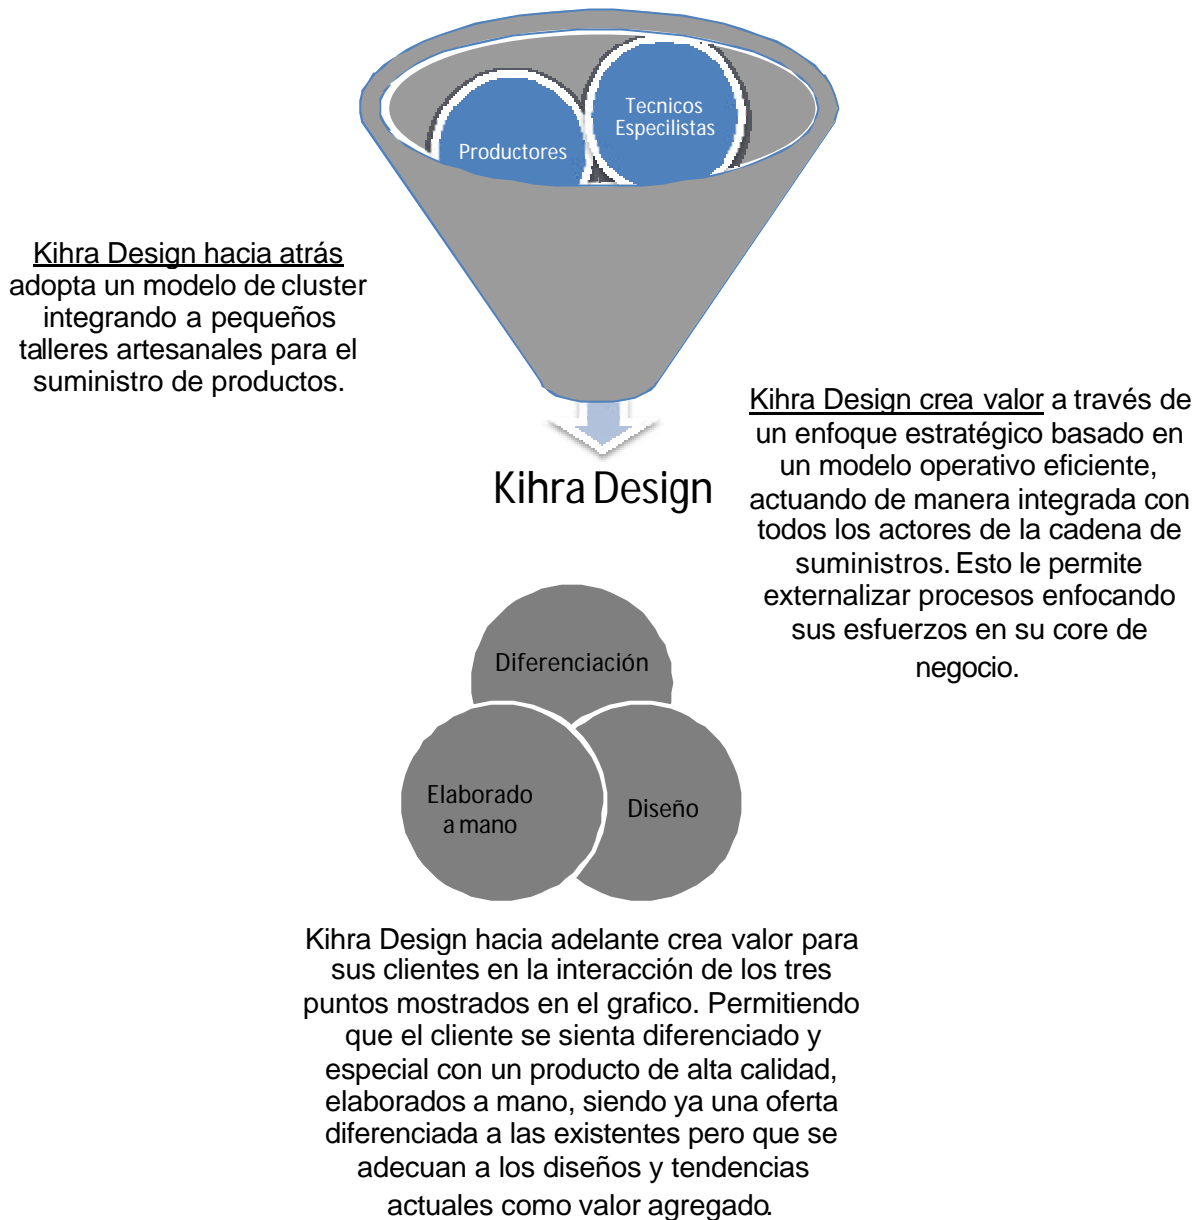 Tecnicos
Especilistas
Productores
Kihra Design hacia atrás
adopta un modelo de cluster
integrando a pequeños
talleres artesanales para el
suministro de productos.
Kihra Design crea valor a través de
un enfoque estratégico basado en
un modelo operativo eficiente,
actuando de manera integrada con
todos los actores de la cadena de
suministros. Esto le permite
externalizar procesos enfocando
sus esfuerzos en su core de
negocio.
Kihra Design
Diferenciación
Elaborado
a mano
Diseño
Kihra Design hacia adelante crea valor para
sus clientes en la interacción de los tres
puntos mostrados en el grafico. Permitiendo
que el cliente se sienta diferenciado y
especial con un producto de alta calidad,
elaborados a mano, siendo ya una oferta
diferenciada a las existentes pero que se
adecuan a los diseños y tendencias
actuales como valor agregado.